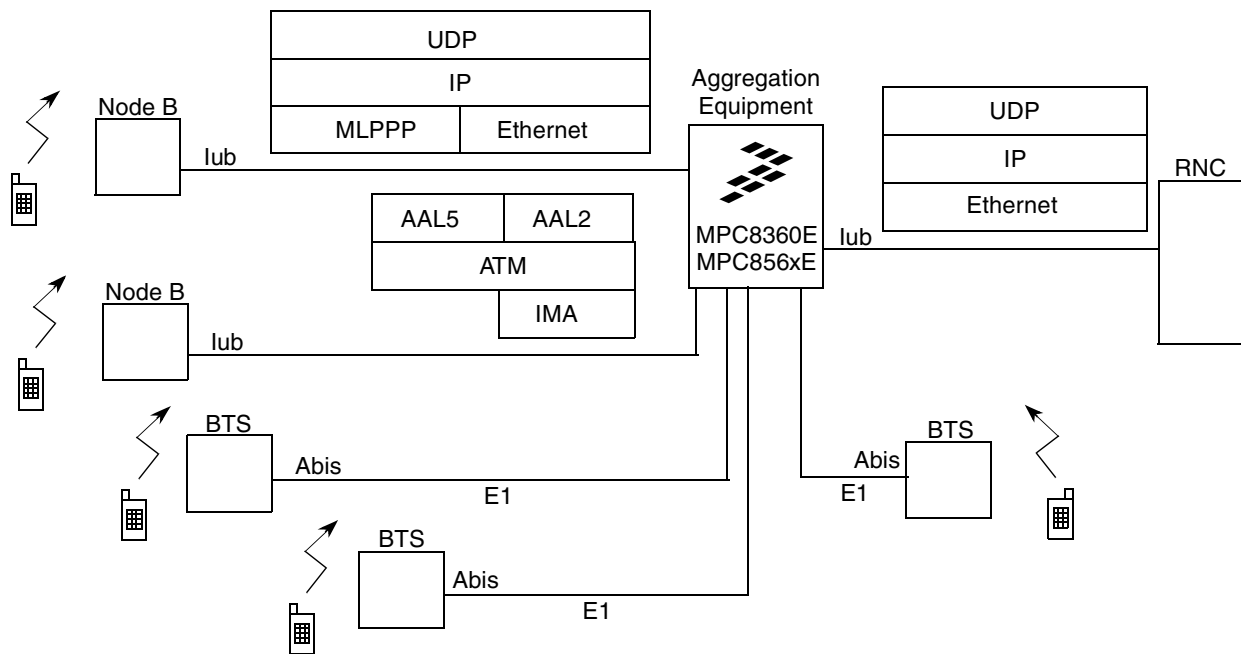 UDP
IP
MLPPP
Ethernet
Node B
Iub
Aggregation
Equipment
MPC8360E
MPC856xE
UDP
IP
Ethernet
RNC
Iub
AAL5
AAL2
ATM
IMA
Node B
Iub
BTS
Abis
E1
BTS
Abis
E1
BTS
Abis
E1